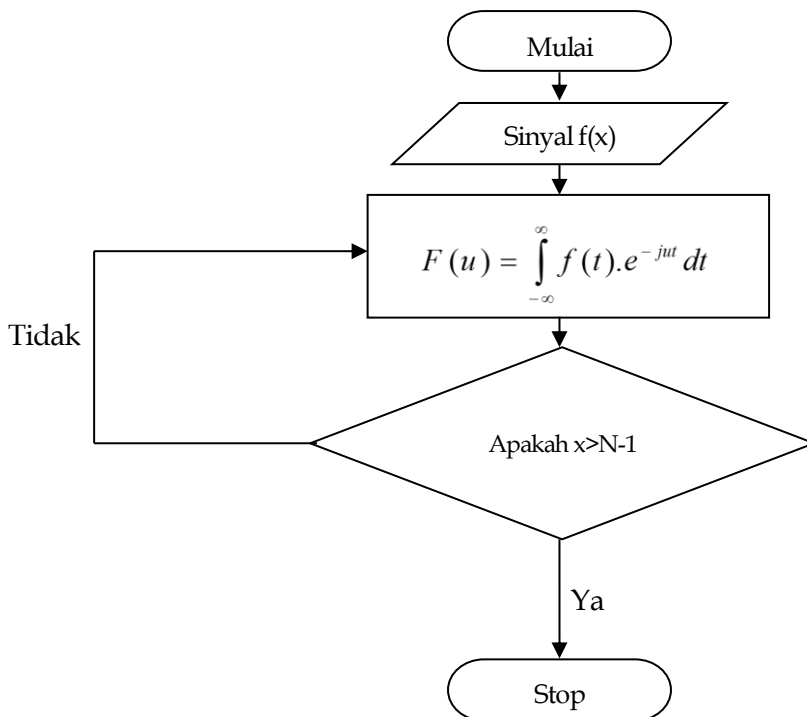 Mulai
Sinyal f(x)
F (u) = ∫_{-∞}^{∞} f (t).e^{- jut} dt
Tidak
Apakah x>N-1
Ya
Stop